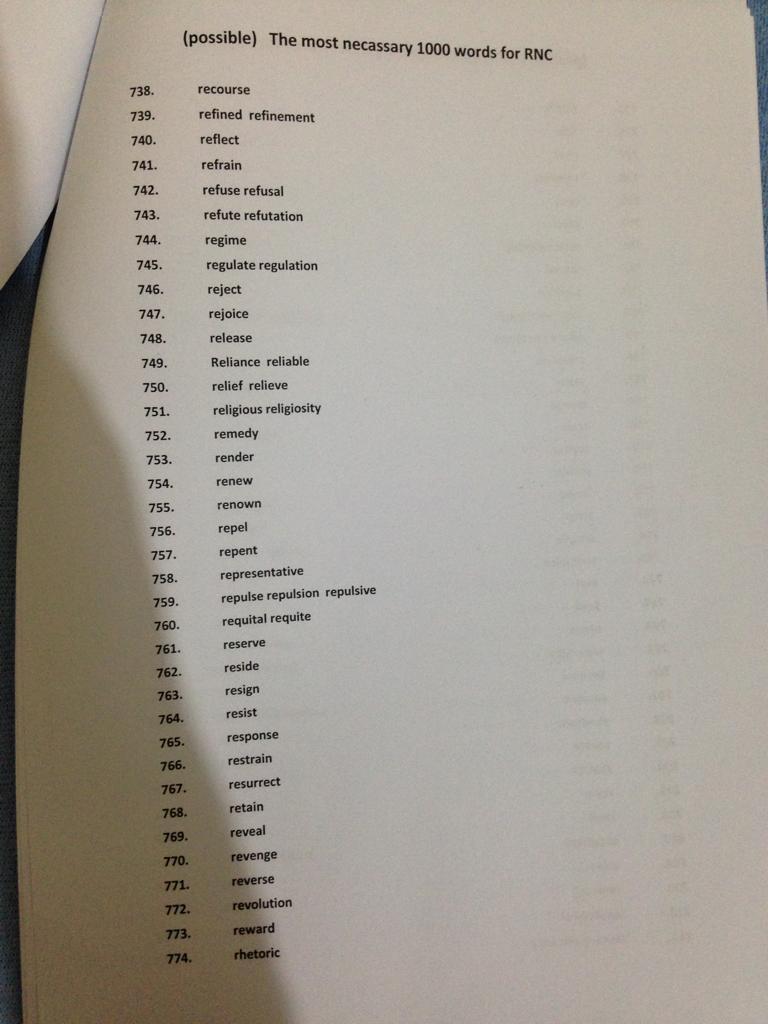 (possible) The most necassary 1000 words for RNC
738. recourse
739. refined refinement
740. reflect
741. refrain
742. refuse refusal
743. refute refutation
744. regime
745. regulate regulation
746. reject
747. rejoice
748. release
749. Reliance reliable
750. relief relieve
751. religious religiosity
752. remedy
753. render
754. renew
755. renown
756. repel
757. repent
758. representative
759. repulse repulsion repulsive
760. requital requite
761. reserve
762. reside
763. resign
764. resist
765. response
766. restrain
767. resurrect
768. retain
769. reveal
770. revenge
771. reverse
772. revolution
773. reward
774. rhetoric